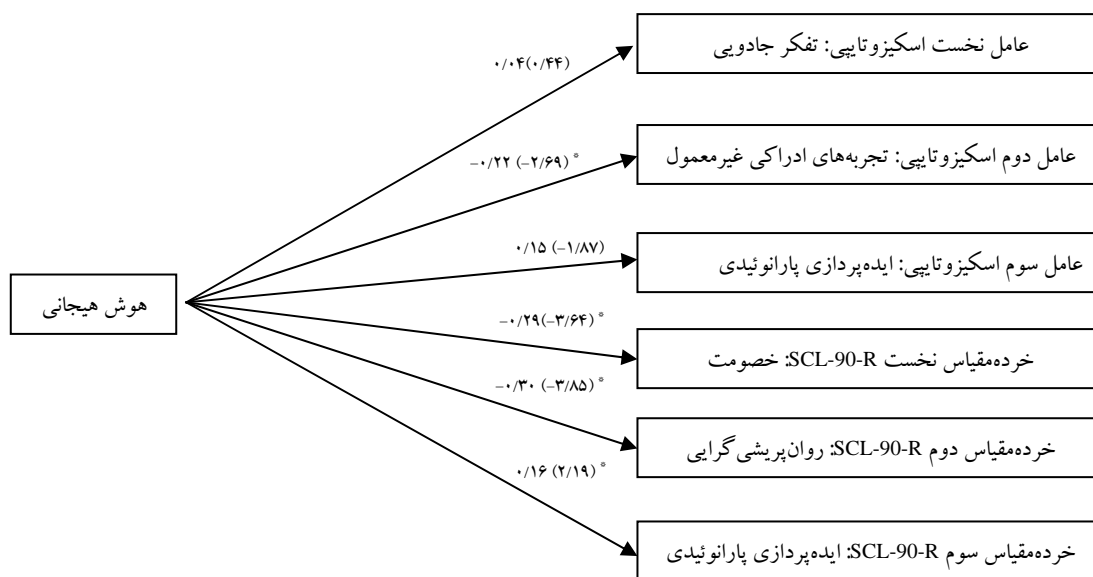 عامل نخست اسکیزوتایپی: تفکر جادویی
۰/۰۴(۰/۴۴)
عامل دوم اسکیزوتایپی: تجربه‌های ادراکی غیرمعمول
−۰/۲۲ (−۲/۶۹) *
عامل سوم اسکیزوتایپی: ایده‌پردازی پارانوئیدی
۰/۱۵ (−۱/۸۷)
هوش هیجانی
−۰/۲۹(−۳/۶۴) *
خرده‌مقیاس نخست SCL-90-R: خصومت
−۰/۳۰ (−۳/۸۵) *
خرده‌مقیاس دوم SCL-90-R: روان‌پریشی‌گرایی
۰/۱۶ (۲/۱۹) *
خرده‌مقیاس سوم SCL-90-R: ایده‌پردازی پارانوئیدی